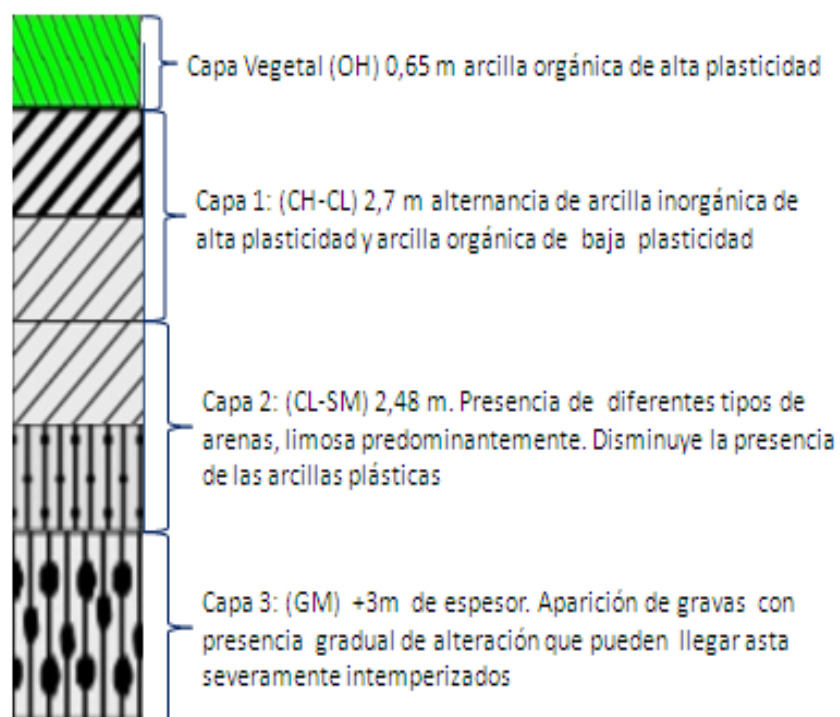 Capa Vegetal (OH) 0,65 m arcilla orgánica de alta plasticidad
Capa 1: (CH-CL) 2,7 m alternancia de arcilla inorgánica de
alta plasticidad y arcilla orgánica de baja plasticidad
Capa 2: (CL-SM) 2,48 m. Presencia de diferentes tipos de
arenas, limosa predominantemente. Disminuye la presencia
de las arcillas plásticas
Capa 3: (GM) +3m de espesor. Aparición de gravas con
presencia gradual de alteración que pueden llegar asta
severamente intemperizados